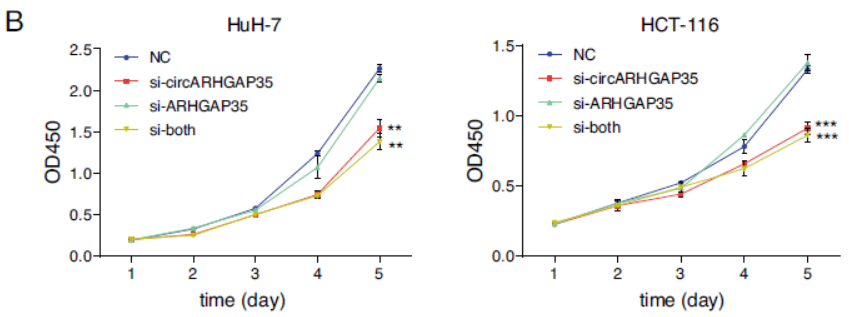 B
HuH-7
2.5
2.0
1.5
1.0
0.5
0.0
OD450
NC
si-circARHGAP35
si-ARHGAP35
si-both
**
**
1 2 3 4 5
time (day)
HCT-116
1.5
1.0
0.5
0.0
OD450
NC
si-circARHGAP35
si-ARHGAP35
si-both
***
***
1 2 3 4 5
time (day)